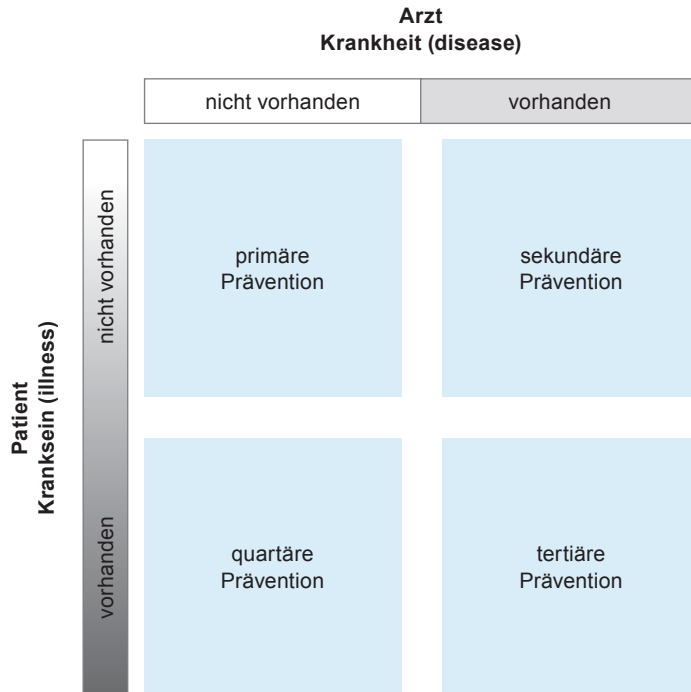 Arzt
Krankheit (disease)
nicht vorhanden
vorhanden
Patient
Kranksein (illness)
nicht vorhanden
primäre
Prävention
sekundäre
Prävention
vorhanden
quartäre
Prävention
tertiäre
Prävention